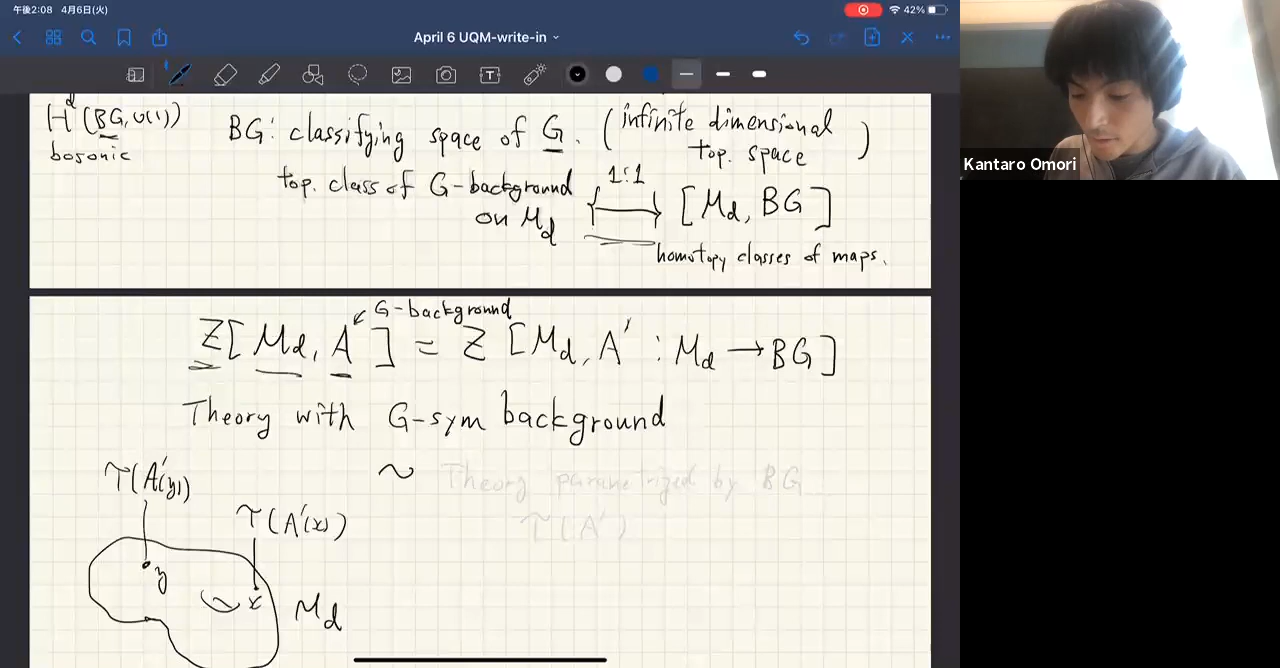 午後2:08 4月6日(火)
42%
April 6 UQM-write-in
H^d(BG, U(1))
bosonic
BG: classifying space of G. (infinite dimensional top. space)
top. class of G-background on M_d
1:1
[M_d, BG]
homotopy classes of maps.
G-background
Z[M_d, A] = Z[M_d, A' : M_d → BG]
Theory with G-sym background
~ Theory parametrized by BG
T(A')
T(A'(y))
T(A'(x))
y
x
M_d
Kantaro Omori